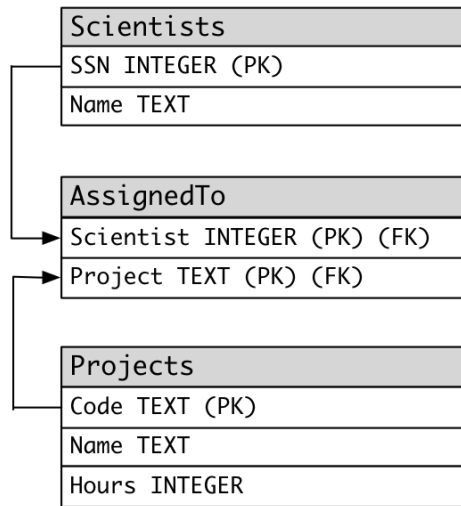 Scientists
SSN INTEGER (PK)
Name TEXT
AssignedTo
Scientist INTEGER (PK) (FK)
Project TEXT (PK) (FK)
Projects
Code TEXT (PK)
Name TEXT
Hours INTEGER